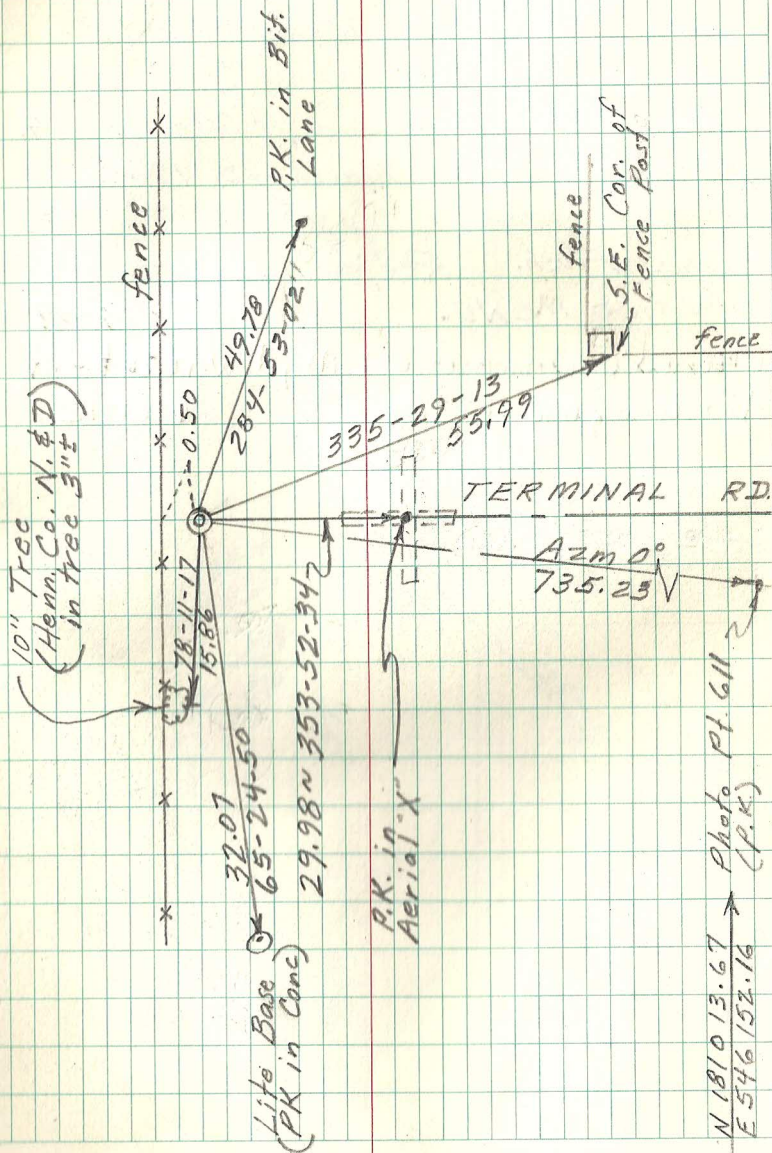 10" Tree
(Henn. Co. N. & D
in tree 3"±)
fence
P.K. in Bit.
Lane
0.50
49.78
284-53-02"
78-11-17
15.86
335-29-13
55.99
fence
S.E. Cor. of
Fence Post
fence
TERMINAL RD.
Azm 0°
735.23
32.07
65-24-50
29.98 ~ 353-52-34
Lite Base
(PK in Conc)
P.K. in
Aerial "X"
Photo Pt. 611
(P.K)
N 181013.67
E 546152.16